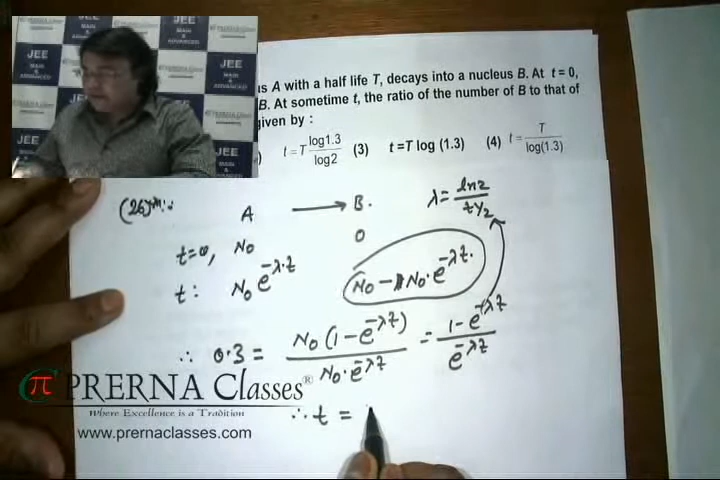 JEE MAIN & ADVANCED
us A with a half life T, decays into a nucleus B. At t = 0,
B. At sometime t, the ratio of the number of B to that of
given by :
t = T log1.3 / log2 (3) t = T log (1.3) (4) t = T / log(1.3)
(26)
A → B. λ = ln2 / t1/2
t=0, N0 0
t: N0 e^-λt N0 - N0·e^-λt.
∴ 0.3 = N0 (1 - e^-λt) / N0·e^-λt = 1 - e^-λt / e^-λt
π PRERNA Classes®
Where Excellence is a Tradition
∴ t =
www.prernaclasses.com